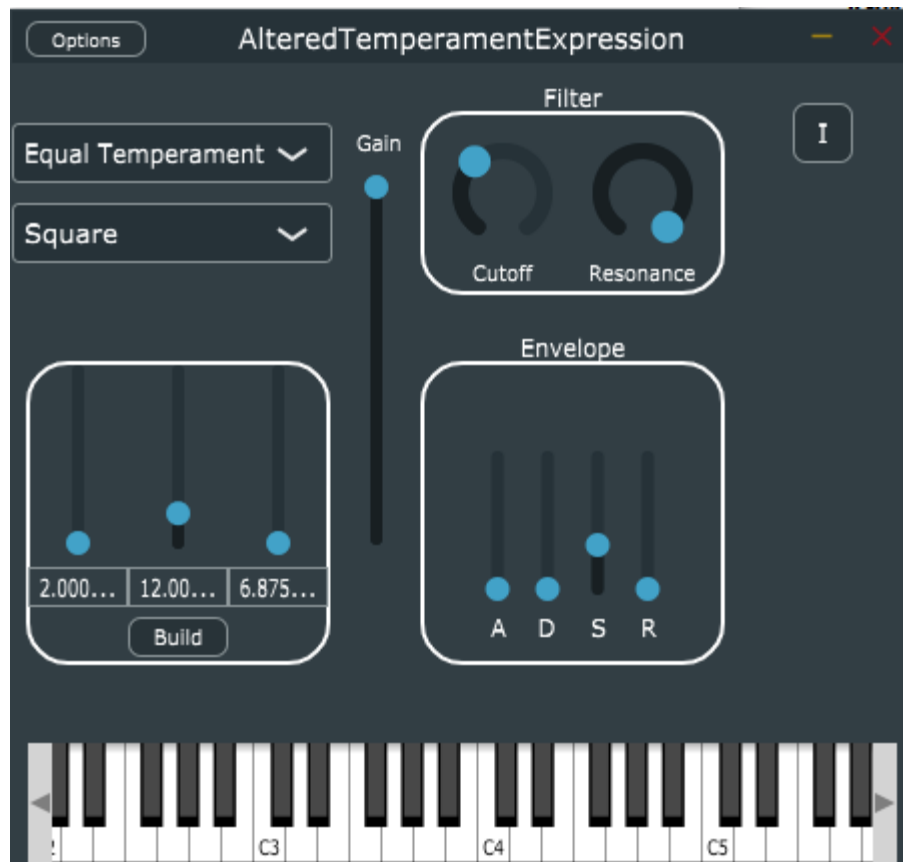 Options
AlteredTemperamentExpression
Filter
I
Equal Temperament
Gain
Square
Cutoff
Resonance
Envelope
2.000...
12.00...
6.875...
Build
A D S R
C3
C4
C5